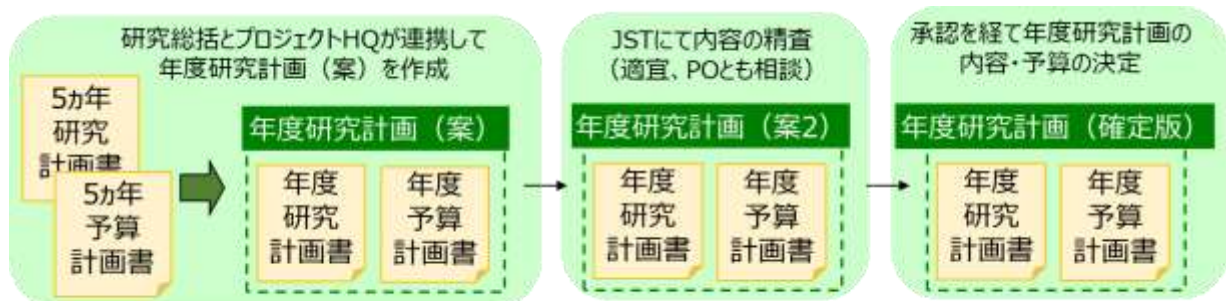 研究総括とプロジェクトHQが連携して
年度研究計画（案）を作成
5ヵ年
研究
計画書
5ヵ年
予算
計画書
年度研究計画（案）
年度
研究
計画書
年度
予算
計画書
JSTにて内容の精査
（適宜、POとも相談）
年度研究計画（案2）
年度
研究
計画書
年度
予算
計画書
承認を経て年度研究計画の
内容・予算の決定
年度研究計画（確定版）
年度
研究
計画書
年度
予算
計画書